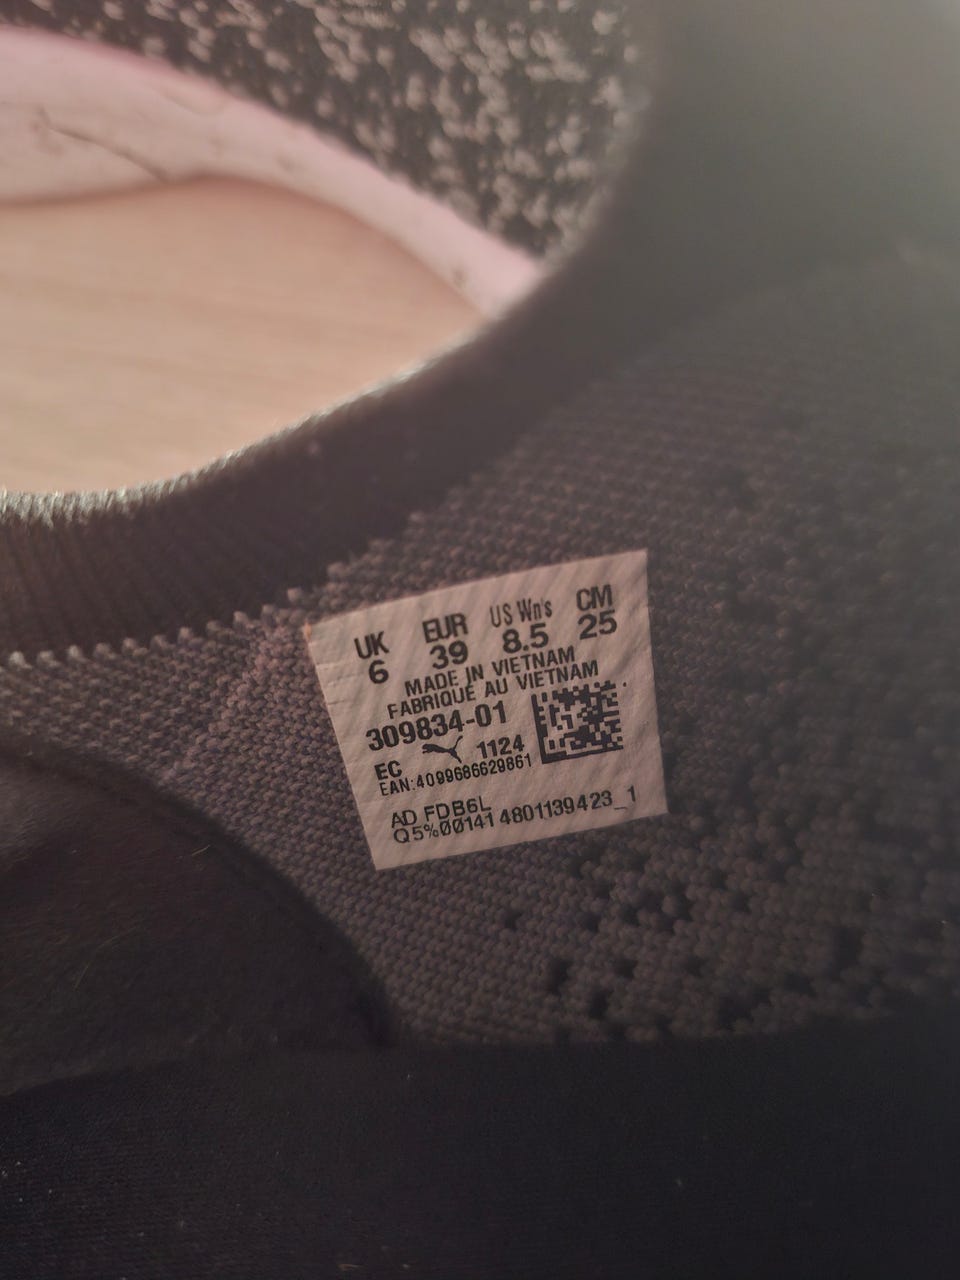 UK EUR US Wn's CM
6 39 8.5 25
MADE IN VIETNAM
FABRIQUE AU VIETNAM
309834-01
EC 1124
EAN:4099686629861
AD FDB6L
Q5%00141 4801139423_1